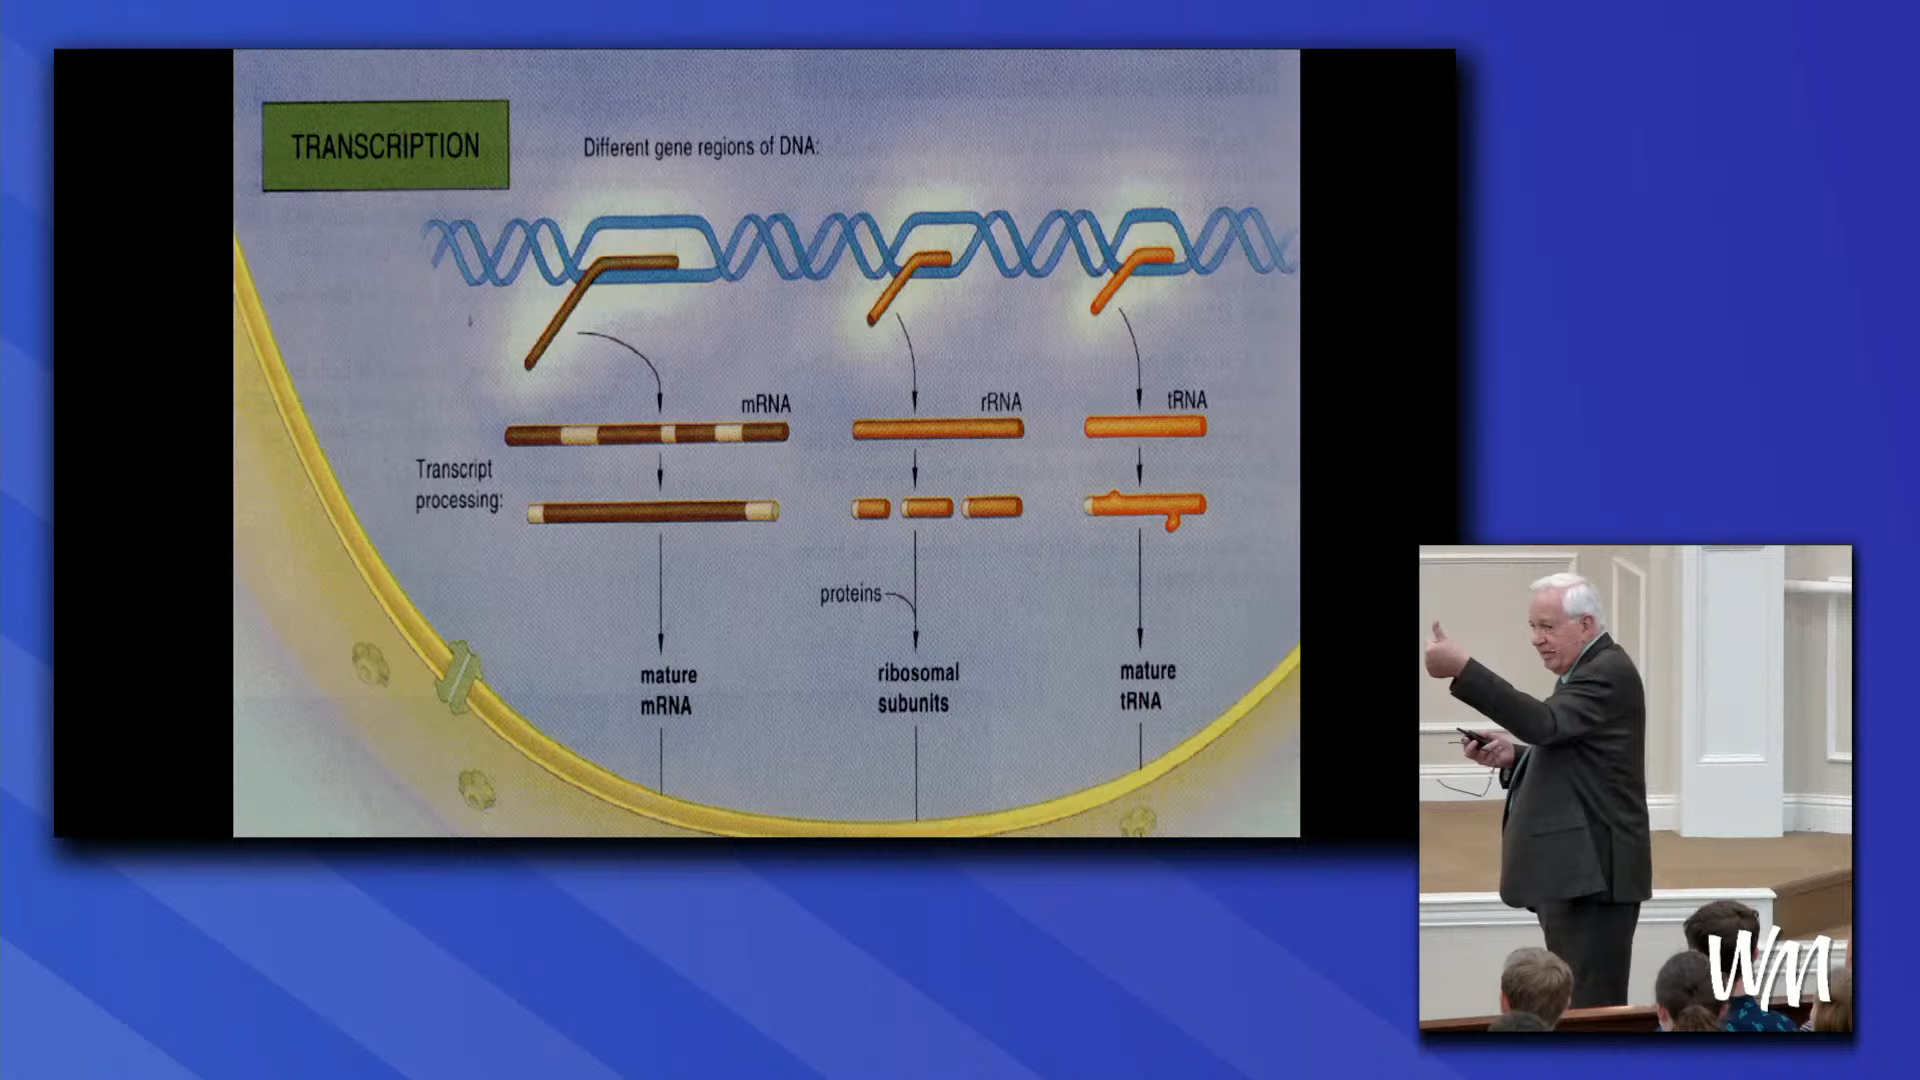 TRANSCRIPTION
Different gene regions of DNA:
mRNA
rRNA
tRNA
Transcript
processing:
proteins
mature
mRNA
ribosomal
subunits
mature
tRNA
WM